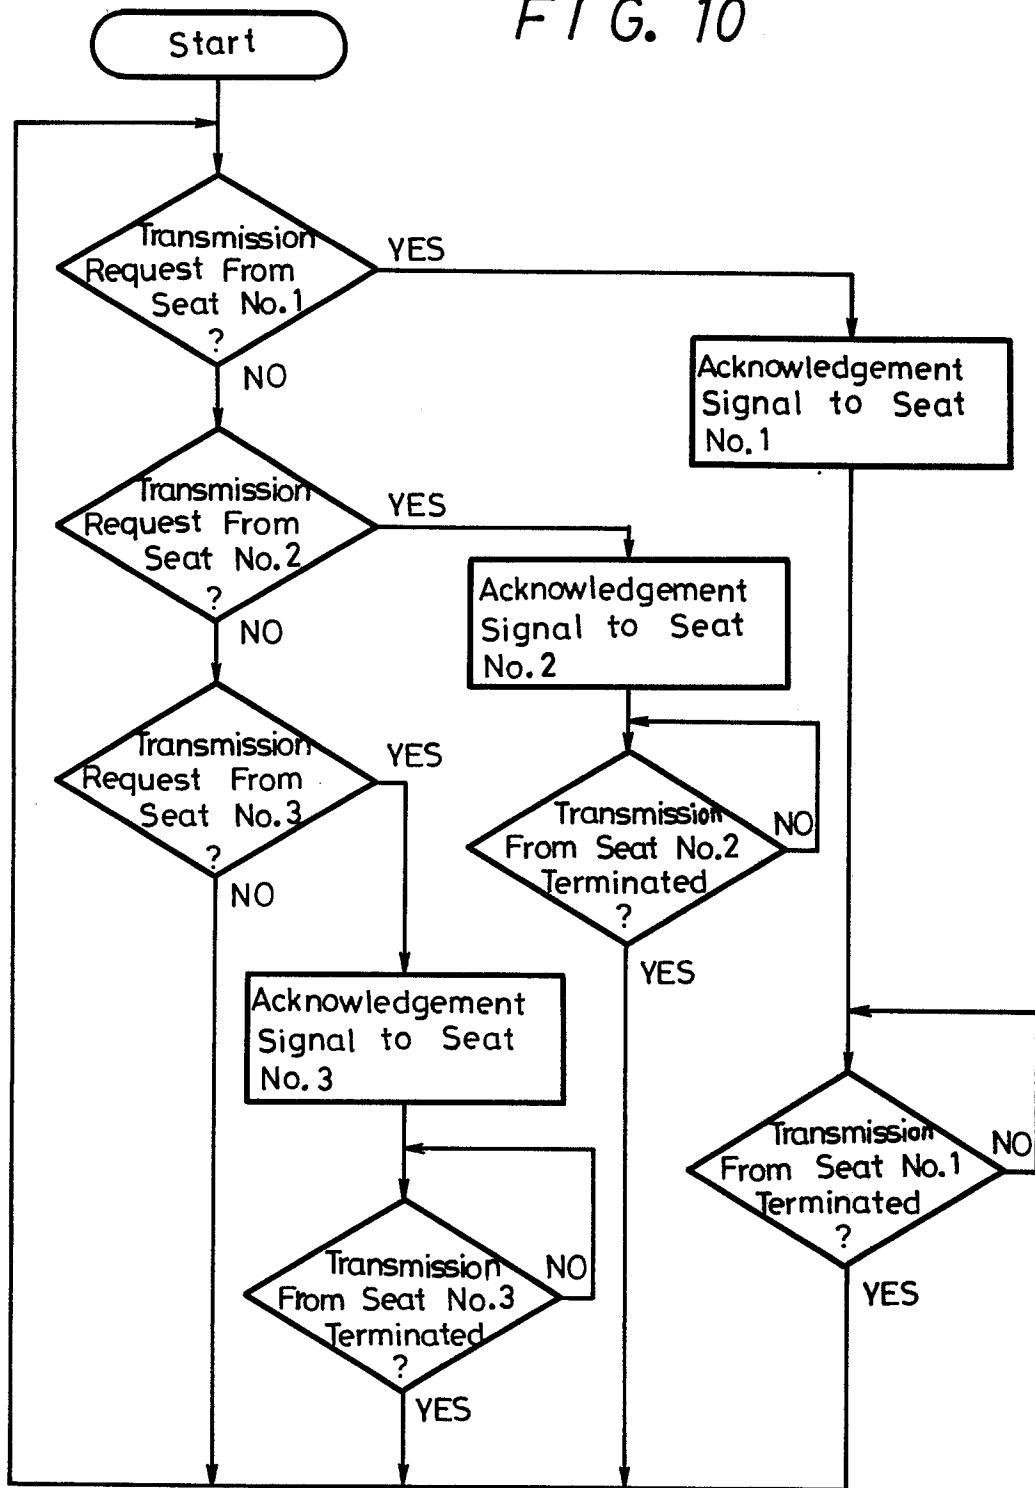 FIG. 10
Start
Transmission
Request From
Seat No.1
?
YES
NO
Acknowledgement
Signal to Seat
No.1
Transmission
Request From
Seat No.2
?
YES
NO
Acknowledgement
Signal to Seat
No.2
Transmission
Request From
Seat No.3
?
YES
NO
Transmission
From Seat No.2
Terminated
?
NO
YES
Acknowledgement
Signal to Seat
No.3
Transmission
From Seat No.1
Terminated
?
NO
YES
Transmission
From Seat No.3
Terminated
?
NO
YES